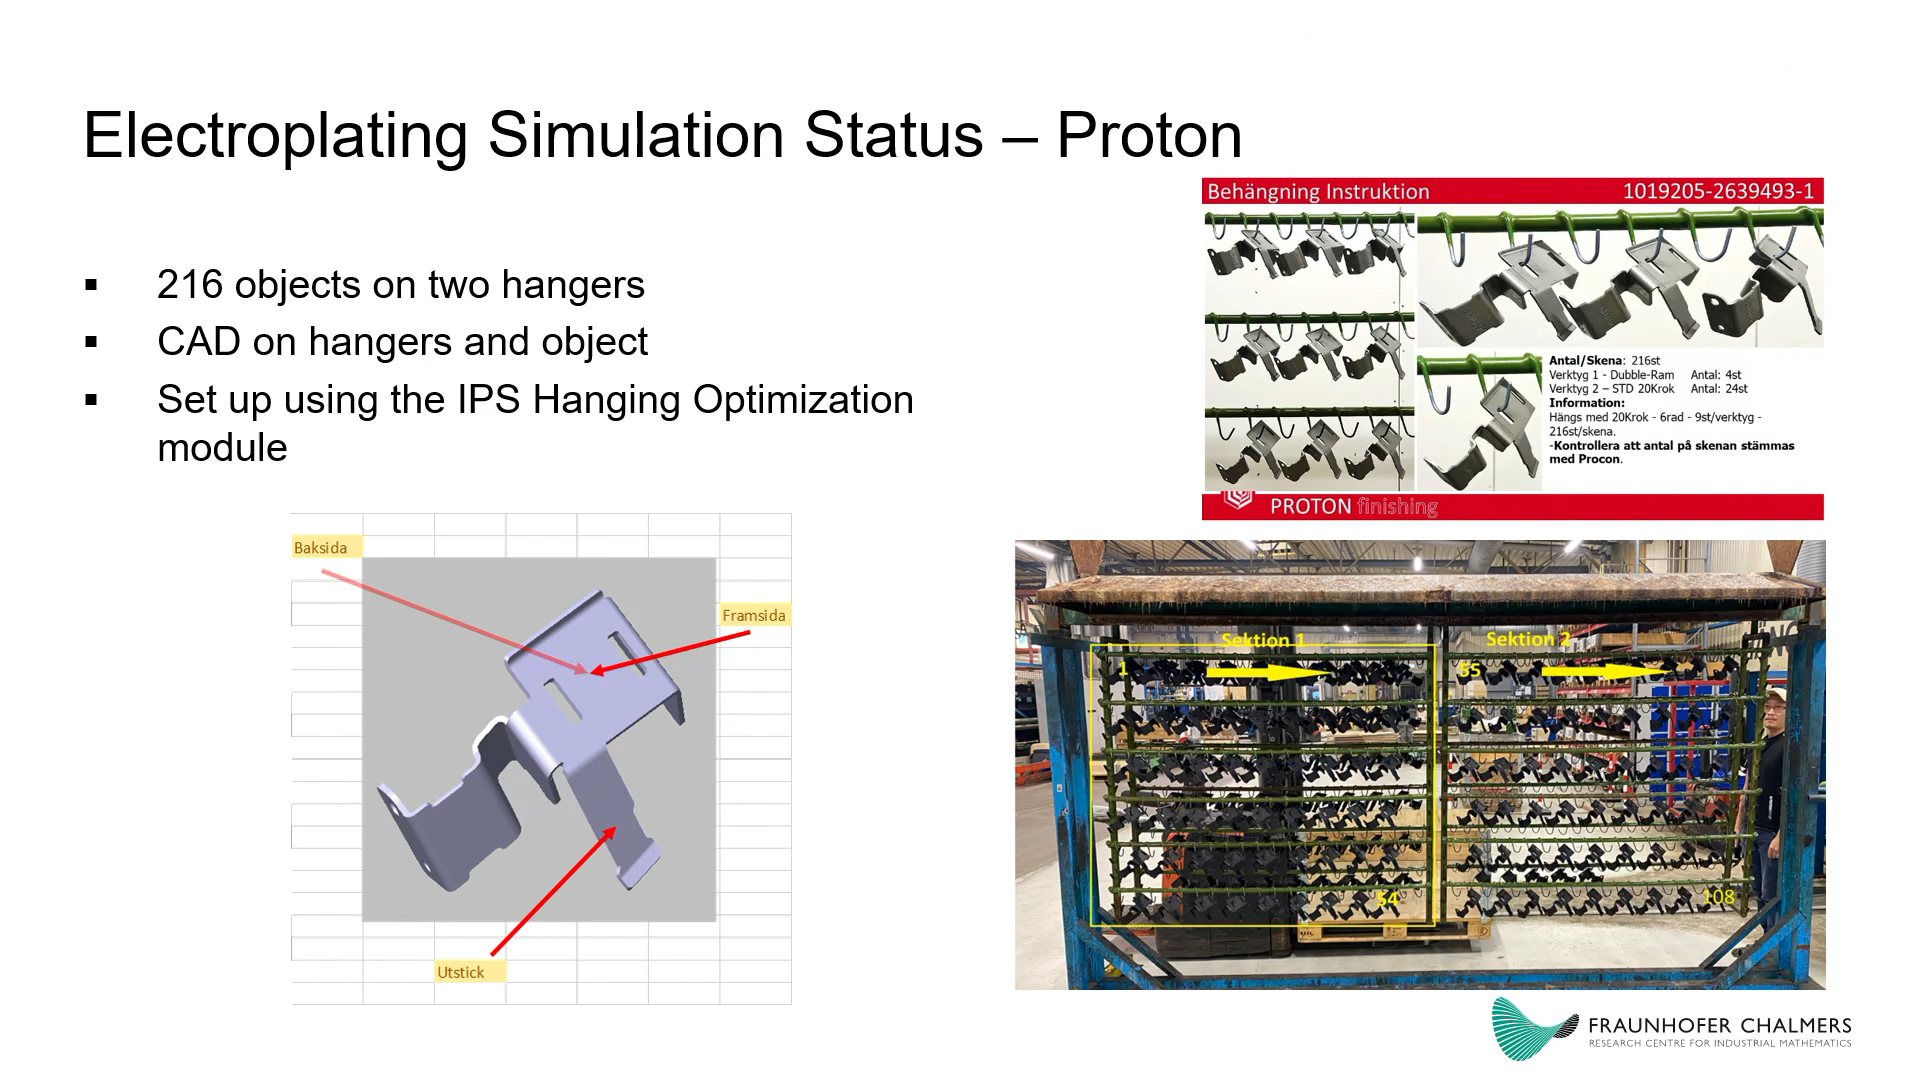 Electroplating Simulation Status – Proton
▪ 216 objects on two hangers
▪ CAD on hangers and object
▪ Set up using the IPS Hanging Optimization
module
Behängning Instruktion 1019205-2639493-1
Antal/Skena: 216st
Verktyg 1 - Dubble-Ram Antal: 4st
Verktyg 2 – STD 20Krok Antal: 24st
Information:
Hängs med 20Krok - 6rad - 9st/verktyg -
216st/skena.
-Kontrollera att antal på skenan stämmas
med Procon.
PROTON finishing
Baksida
Framsida
Utstick
Sektion 1
Sektion 2
1
55
54
108
FRAUNHOFER CHALMERS
RESEARCH CENTRE FOR INDUSTRIAL MATHEMATICS